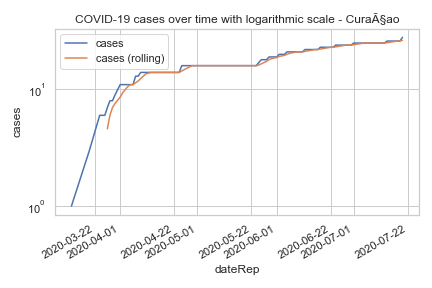 COVID-19 cases over time with logarithmic scale - CuraÃ§ao
cases
cases (rolling)
10¹
10⁰
cases
2020-03-22
2020-04-01
2020-04-22
2020-05-01
2020-05-22
2020-06-01
2020-06-22
2020-07-01
2020-07-22
dateRep